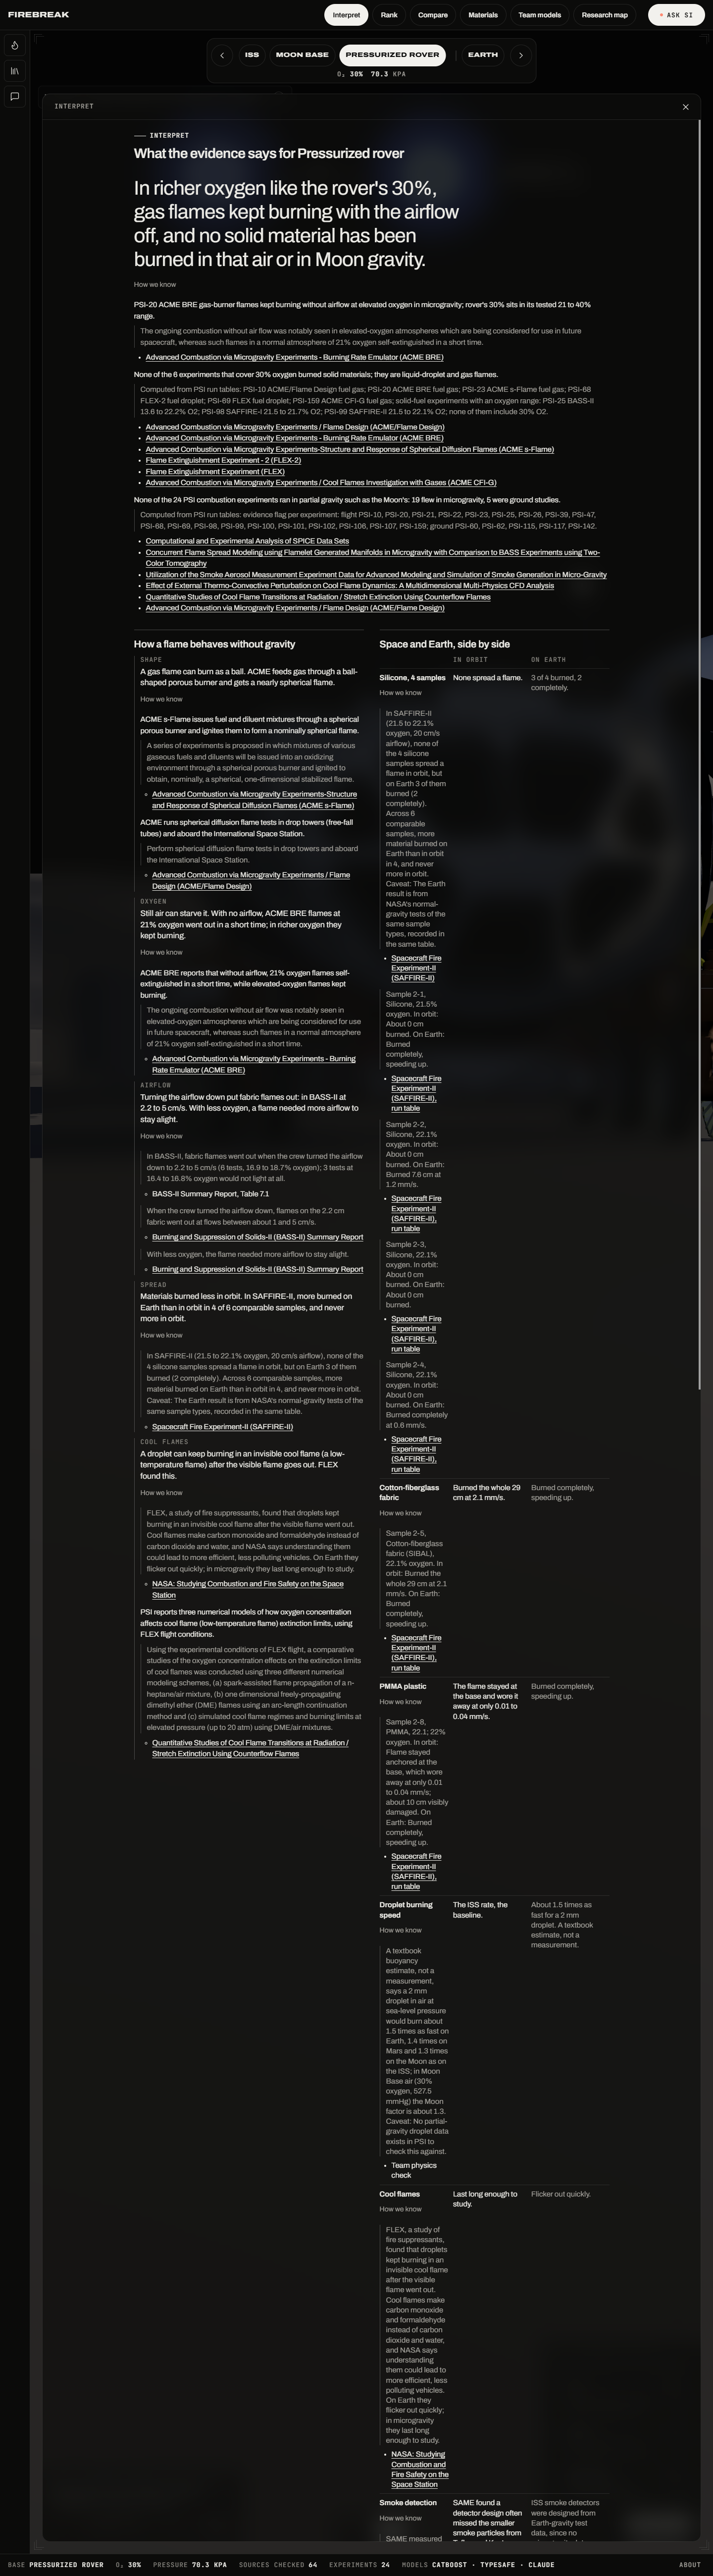 FIREBREAK
Interpret
Rank
Compare
Materials
Team models
Research map
ASK SI
ISS
MOON BASE
PRESSURIZED ROVER
EARTH
O₂ 30% 70.3 KPA
INTERPRET
INTERPRET
What the evidence says for Pressurized rover
In richer oxygen like the rover's 30%,
gas flames kept burning with the airflow
off, and no solid material has been
burned in that air or in Moon gravity.
How we know
PSI-20 ACME BRE gas-burner flames kept burning without airflow at elevated oxygen in microgravity; rover's 30% sits in its tested 21 to 40%
range.
The ongoing combustion without air flow was notably seen in elevated-oxygen atmospheres which are being considered for use in future
spacecraft, whereas such flames in a normal atmosphere of 21% oxygen self-extinguished in a short time.
• Advanced Combustion via Microgravity Experiments - Burning Rate Emulator (ACME BRE)
None of the 6 experiments that cover 30% oxygen burned solid materials; they are liquid-droplet and gas flames.
Computed from PSI run tables: PSI-10 ACME/Flame Design fuel gas; PSI-20 ACME BRE fuel gas; PSI-23 ACME s-Flame fuel gas; PSI-68
FLEX-2 fuel droplet; PSI-69 FLEX fuel droplet; PSI-159 ACME CFI-G fuel gas; solid-fuel experiments with an oxygen range: PSI-25 BASS-II
13.6 to 22.2% O2; PSI-98 SAFFIRE-I 21.5 to 21.7% O2; PSI-99 SAFFIRE-II 21.5 to 22.1% O2; none of them include 30% O2.
• Advanced Combustion via Microgravity Experiments / Flame Design (ACME/Flame Design)
• Advanced Combustion via Microgravity Experiments - Burning Rate Emulator (ACME BRE)
• Advanced Combustion via Microgravity Experiments-Structure and Response of Spherical Diffusion Flames (ACME s-Flame)
• Flame Extinguishment Experiment - 2 (FLEX-2)
• Flame Extinguishment Experiment (FLEX)
• Advanced Combustion via Microgravity Experiments / Cool Flames Investigation with Gases (ACME CFI-G)
None of the 24 PSI combustion experiments ran in partial gravity such as the Moon's: 19 flew in microgravity, 5 were ground studies.
Computed from PSI run tables: evidence flag per experiment: flight PSI-10, PSI-20, PSI-21, PSI-22, PSI-23, PSI-25, PSI-26, PSI-39, PSI-47,
PSI-68, PSI-69, PSI-98, PSI-99, PSI-100, PSI-101, PSI-102, PSI-106, PSI-107, PSI-159; ground PSI-60, PSI-62, PSI-115, PSI-117, PSI-142.
• Computational and Experimental Analysis of SPICE Data Sets
• Concurrent Flame Spread Modeling using Flamelet Generated Manifolds in Microgravity with Comparison to BASS Experiments using Two-
Color Tomography
• Utilization of the Smoke Aerosol Measurement Experiment Data for Advanced Modeling and Simulation of Smoke Generation in Micro-Gravity
• Effect of External Thermo-Convective Perturbation on Cool Flame Dynamics: A Multidimensional Multi-Physics CFD Analysis
• Quantitative Studies of Cool Flame Transitions at Radiation / Stretch Extinction Using Counterflow Flames
• Advanced Combustion via Microgravity Experiments / Flame Design (ACME/Flame Design)
How a flame behaves without gravity
SHAPE
A gas flame can burn as a ball. ACME feeds gas through a ball-
shaped porous burner and gets a nearly spherical flame.
How we know
ACME s-Flame issues fuel and diluent mixtures through a spherical
porous burner and ignites them to form a nominally spherical flame.
A series of experiments is proposed in which mixtures of various
gaseous fuels and diluents will be issued into an oxidizing
environment through a spherical porous burner and ignited to
obtain, nominally, a spherical, one-dimensional stabilized flame.
Advanced Combustion via Microgravity Experiments-Structure
and Response of Spherical Diffusion Flames (ACME s-Flame)
ACME runs spherical diffusion flame tests in drop towers (free-fall
tubes) and aboard the International Space Station.
Perform spherical diffusion flame tests in drop towers and aboard
the International Space Station.
Advanced Combustion via Microgravity Experiments / Flame
Design (ACME/Flame Design)
OXYGEN
Still air can starve it. With no airflow, ACME BRE flames at
21% oxygen went out in a short time; in richer oxygen they
kept burning.
How we know
ACME BRE reports that without airflow, 21% oxygen flames self-
extinguished in a short time, while elevated-oxygen flames kept
burning.
The ongoing combustion without air flow was notably seen in
elevated-oxygen atmospheres which are being considered for use
in future spacecraft, whereas such flames in a normal atmosphere
of 21% oxygen self-extinguished in a short time.
Advanced Combustion via Microgravity Experiments - Burning
Rate Emulator (ACME BRE)
AIRFLOW
Turning the airflow down put fabric flames out: in BASS-II at
2.2 to 5 cm/s. With less oxygen, a flame needed more airflow to
stay alight.
How we know
In BASS-II, fabric flames went out when the crew turned the airflow
down to 2.2 to 5 cm/s (6 tests, 16.9 to 18.7% oxygen); 3 tests at
16.4 to 16.8% oxygen would not light at all.
BASS-II Summary Report, Table 7.1
When the crew turned the airflow down, flames on the 2.2 cm
fabric went out at flows between about 1 and 5 cm/s.
Burning and Suppression of Solids-II (BASS-II) Summary Report
With less oxygen, the flame needed more airflow to stay alight.
Burning and Suppression of Solids-II (BASS-II) Summary Report
SPREAD
Materials burned less in orbit. In SAFFIRE-II, more burned on
Earth than in orbit in 4 of 6 comparable samples, and never
more in orbit.
How we know
In SAFFIRE-II (21.5 to 22.1% oxygen, 20 cm/s airflow), none of the
4 silicone samples spread a flame in orbit, but on Earth 3 of them
burned (2 completely). Across 6 comparable samples, more
material burned on Earth than in orbit in 4, and never more in orbit.
Caveat: The Earth result is from NASA's normal-gravity tests of the
same sample types, recorded in the same table.
Spacecraft Fire Experiment-II (SAFFIRE-II)
COOL FLAMES
A droplet can keep burning in an invisible cool flame (a low-
temperature flame) after the visible flame goes out. FLEX
found this.
How we know
FLEX, a study of fire suppressants, found that droplets kept
burning in an invisible cool flame after the visible flame went out.
Cool flames make carbon monoxide and formaldehyde instead of
carbon dioxide and water, and NASA says understanding them
could lead to more efficient, less polluting vehicles. On Earth they
flicker out quickly; in microgravity they last long enough to study.
NASA: Studying Combustion and Fire Safety on the Space
Station
PSI reports three numerical models of how oxygen concentration
affects cool flame (low-temperature flame) extinction limits, using
FLEX flight conditions.
Using the experimental conditions of FLEX flight, a comparative
studies of the oxygen concentration effects on the extinction limits
of cool flames was conducted using three different numerical
modeling schemes, (a) spark-assisted flame propagation of a n-
heptane/air mixture, (b) one dimensional freely-propagating
dimethyl ether (DME) flames using an arc-length continuation
method and (c) simulated cool flame regimes and burning limits at
elevated pressure (up to 20 atm) using DME/air mixtures.
Quantitative Studies of Cool Flame Transitions at Radiation /
Stretch Extinction Using Counterflow Flames
Space and Earth, side by side
IN ORBIT
ON EARTH
Silicone, 4 samples
None spread a flame.
3 of 4 burned, 2
completely.
How we know
In SAFFIRE-II
(21.5 to 22.1%
oxygen, 20 cm/s
airflow), none of
the 4 silicone
samples spread a
flame in orbit, but
on Earth 3 of them
burned (2
completely).
Across 6
comparable
samples, more
material burned on
Earth than in orbit
in 4, and never
more in orbit.
Caveat: The Earth
result is from
NASA's normal-
gravity tests of the
same sample
types, recorded in
the same table.
• Spacecraft Fire
Experiment-II
(SAFFIRE-II)
Sample 2-1,
Silicone, 21.5%
oxygen. In orbit:
About 0 cm
burned. On Earth:
Burned
completely,
speeding up.
• Spacecraft Fire
Experiment-II
(SAFFIRE-II),
run table
Sample 2-2,
Silicone, 22.1%
oxygen. In orbit:
About 0 cm
burned. On Earth:
Burned 7.6 cm at
1.2 mm/s.
• Spacecraft Fire
Experiment-II
(SAFFIRE-II),
run table
Sample 2-3,
Silicone, 22.1%
oxygen. In orbit:
About 0 cm
burned. On Earth:
About 0 cm
burned.
• Spacecraft Fire
Experiment-II
(SAFFIRE-II),
run table
Sample 2-4,
Silicone, 22.1%
oxygen. In orbit:
About 0 cm
burned. On Earth:
Burned completely
at 0.6 mm/s.
• Spacecraft Fire
Experiment-II
(SAFFIRE-II),
run table
Cotton-fiberglass
fabric
Burned the whole 29
cm at 2.1 mm/s.
Burned completely,
speeding up.
How we know
Sample 2-5,
Cotton-fiberglass
fabric (SIBAL),
22.1% oxygen. In
orbit: Burned the
whole 29 cm at 2.1
mm/s. On Earth:
Burned
completely,
speeding up.
• Spacecraft Fire
Experiment-II
(SAFFIRE-II),
run table
PMMA plastic
The flame stayed at
the base and wore it
away at only 0.01 to
0.04 mm/s;
Burned completely,
speeding up.
How we know
Sample 2-8,
PMMA, 22.1; 22%
oxygen. In orbit:
Flame stayed
anchored at the
base, which wore
away at only 0.01
to 0.04 mm/s;
about 10 cm visibly
damaged. On
Earth: Burned
completely,
speeding up.
• Spacecraft Fire
Experiment-II
(SAFFIRE-II),
run table
Droplet burning
speed
The ISS rate, the
baseline.
About 1.5 times as
fast for a 2 mm
droplet. A textbook
estimate, not a
measurement.
How we know
A textbook
buoyancy
estimate, not a
measurement,
says a 2 mm
droplet in air at
sea-level pressure
would burn about
1.5 times as fast on
Earth, 1.4 times on
Mars and 1.3 times
on the Moon as on
the ISS; in Moon
Base air (30%
oxygen, 527.5
mmHg) the Moon
factor is about 1.3.
Caveat: No partial-
gravity droplet data
exists in PSI to
check this against.
• Team physics
check
Cool flames
Last long enough to
study.
Flicker out quickly.
How we know
FLEX, a study of
fire suppressants,
found that droplets
kept burning in an
invisible cool flame
after the visible
flame went out.
Cool flames make
carbon monoxide
and formaldehyde
instead of carbon
dioxide and water,
and NASA says
understanding
them could lead to
more efficient, less
polluting vehicles.
On Earth they
flicker out quickly;
in microgravity
they last long
enough to study.
• NASA: Studying
Combustion and
Fire Safety on the
Space Station
Smoke detection
SAME found a
detector design often
missed the smaller
smoke particles from
ISS smoke detectors
were designed from
Earth-gravity test
data, since no
How we know
SAME measured
BASE PRESSURIZED ROVER O₂ 30% PRESSURE 70.3 KPA SOURCES CHECKED 64 EXPERIMENTS 24 MODELS CATBOOST · TYPESAFE · CLAUDE
ABOUT